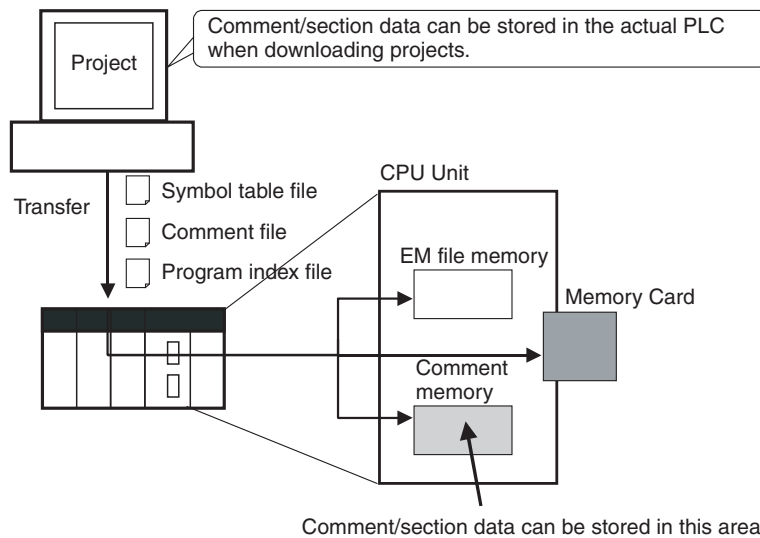 Comment/section data can be stored in the actual PLC
when downloading projects.
Project
CPU Unit
Transfer
Symbol table file
Comment file
Program index file
EM file memory
Memory Card
Comment
memory
Comment/section data can be stored in this area